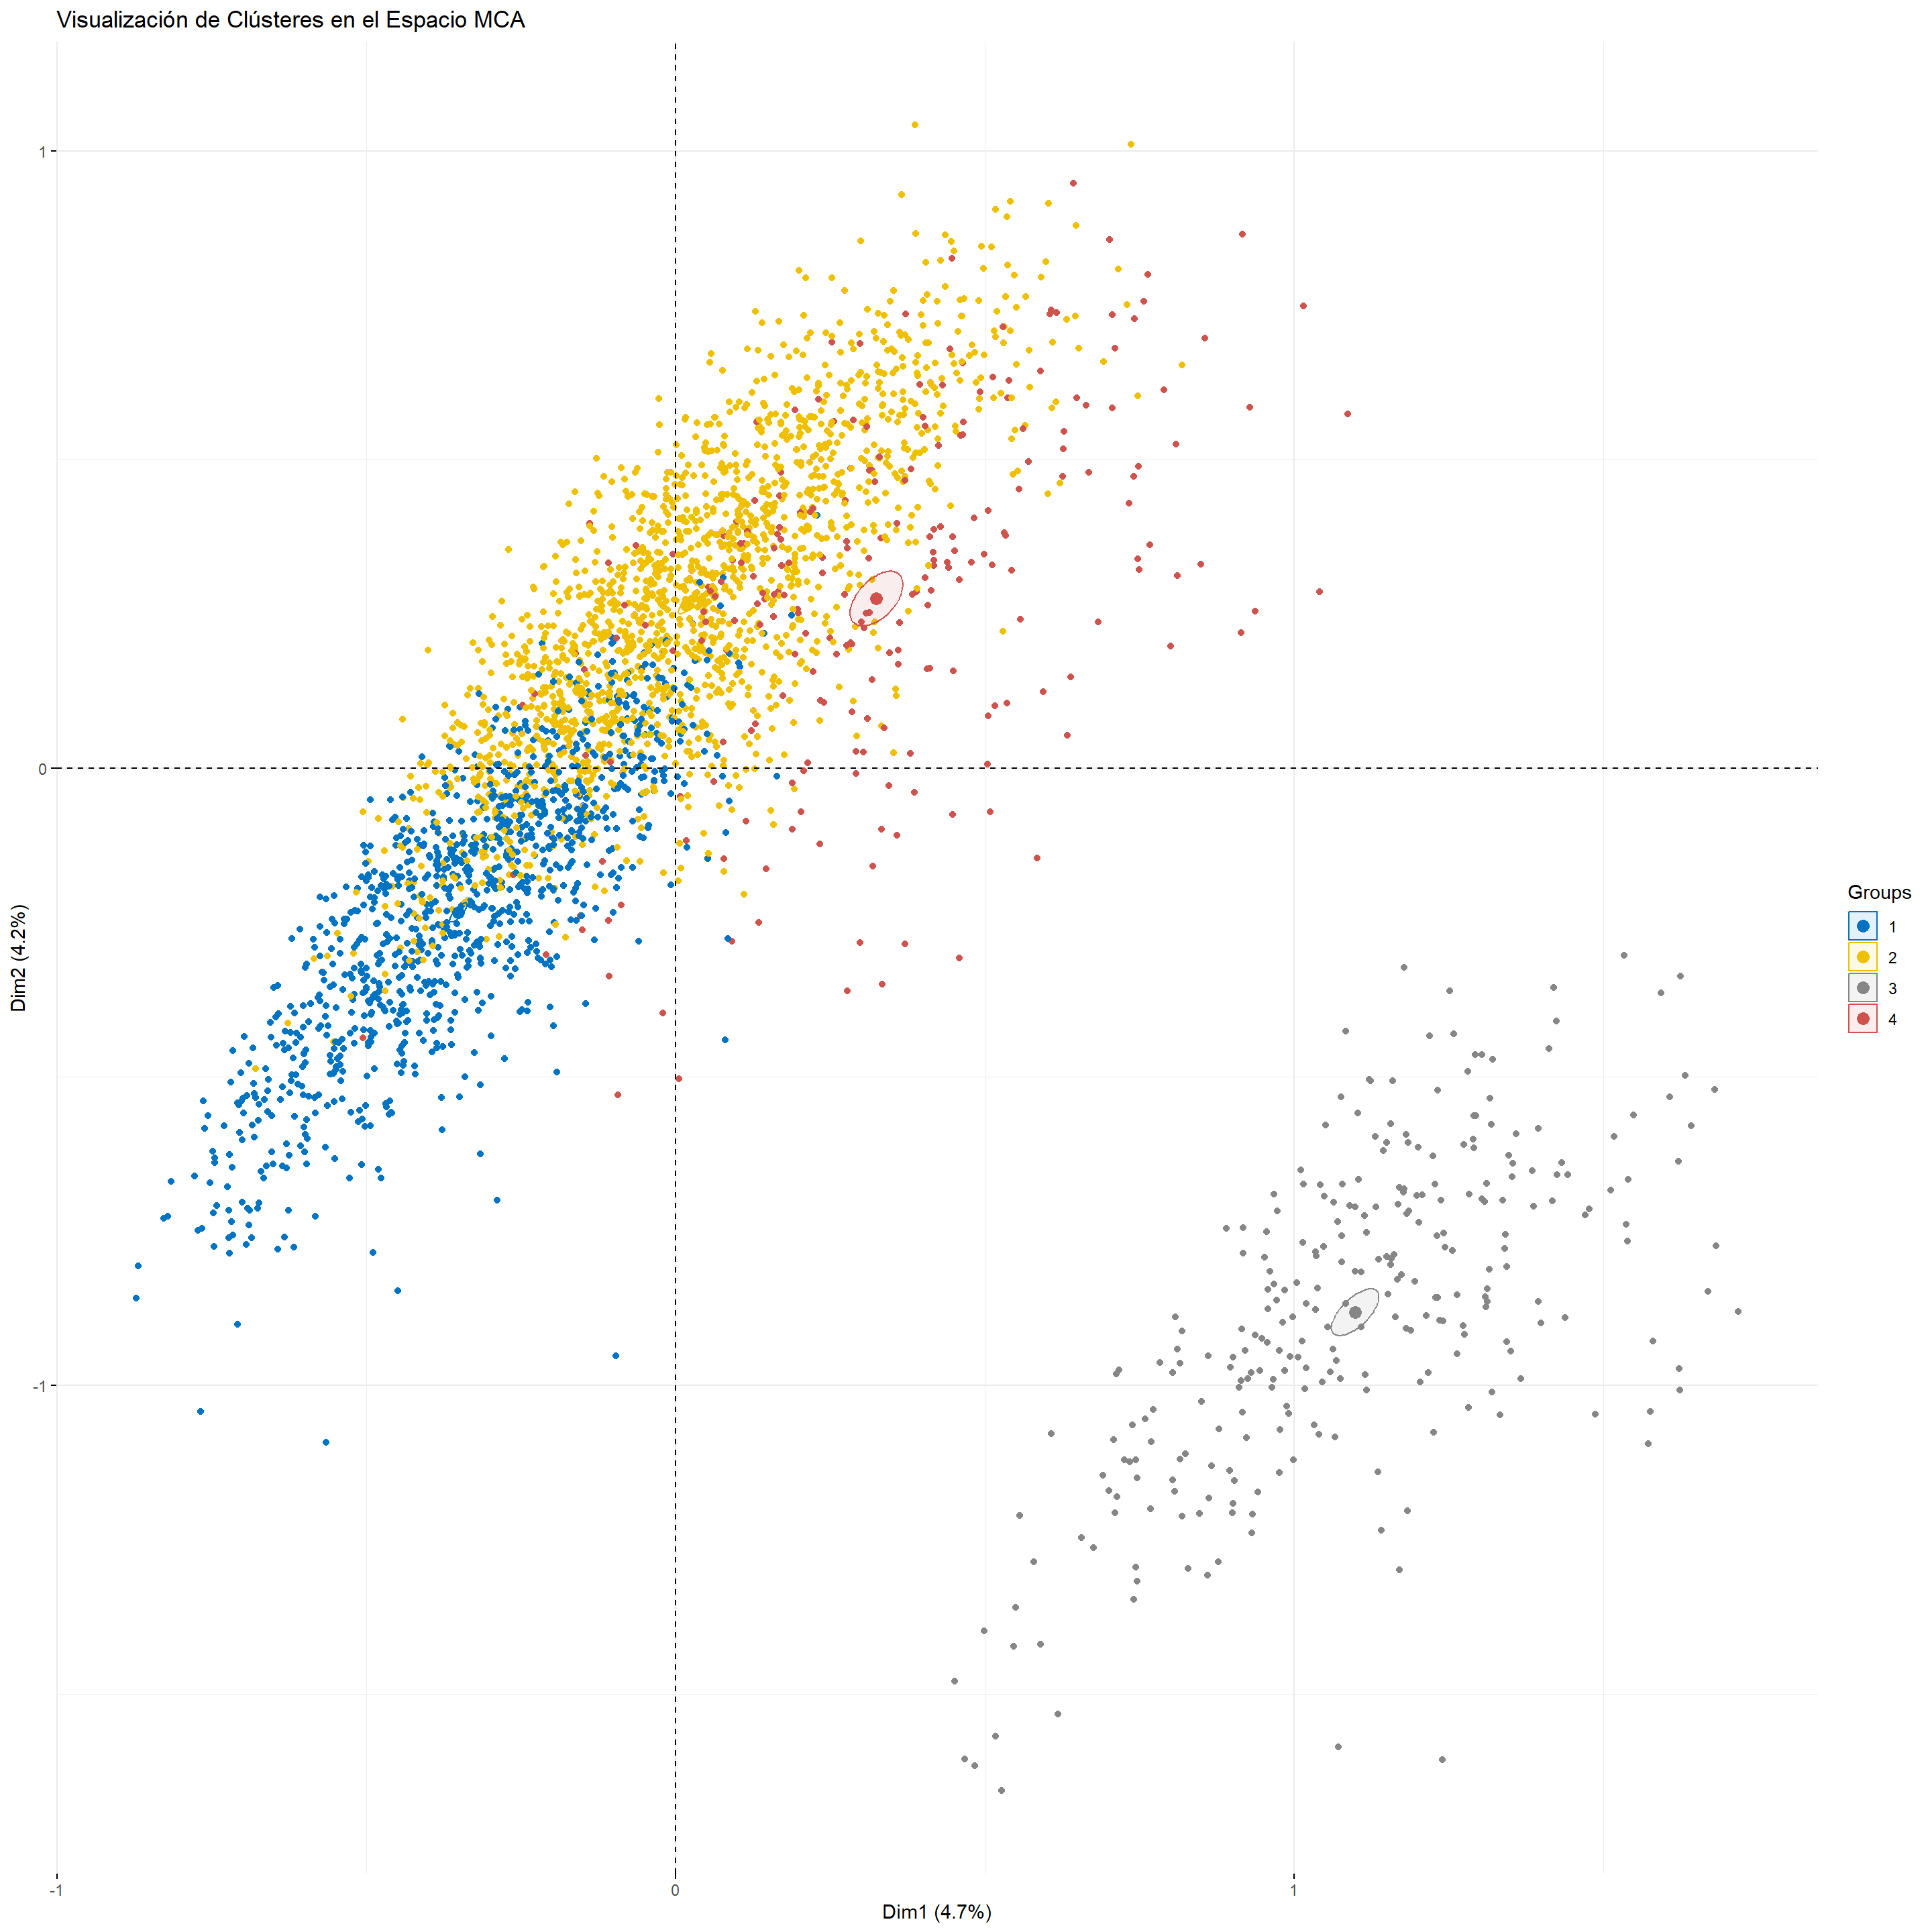 Visualización de Clústeres en el Espacio MCA
1
0
-1
Dim2 (4.2%)
-1
0
1
Dim1 (4.7%)
Groups
1
2
3
4